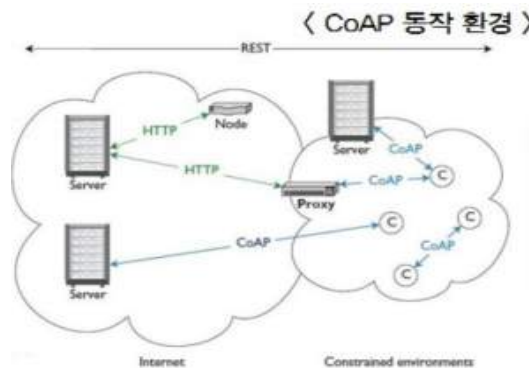 〈 CoAP 동작 환경 〉
REST
Node
Server
HTTP
CoAP
Server
HTTP
CoAP
C
Proxy
C
C
CoAP
CoAP
Server
C
Internet
Constrained environments